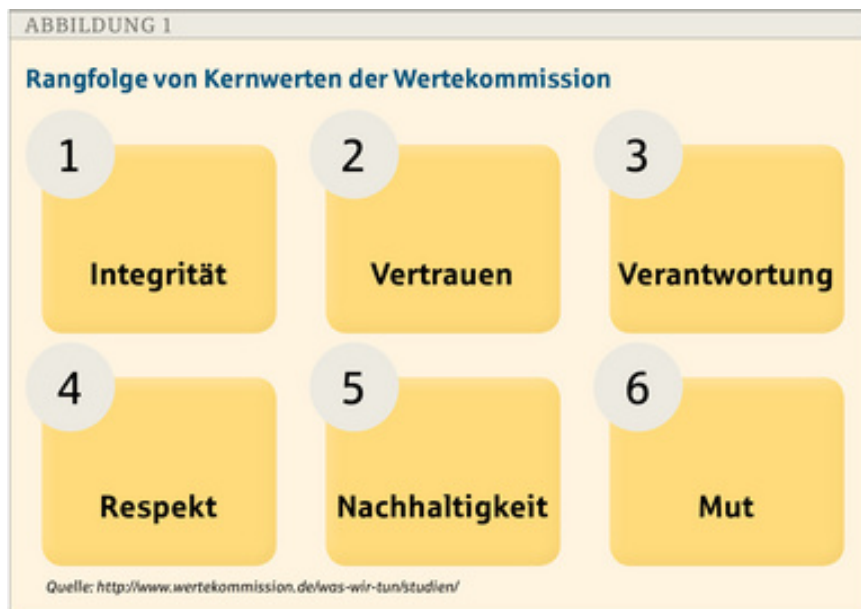 ABBILDUNG 1
Rangfolge von Kernwerten der Wertekommission
1
Integrität
2
Vertrauen
3
Verantwortung
4
Respekt
5
Nachhaltigkeit
6
Mut
Quelle: http://www.wertekommission.de/was-wir-tun/studien/